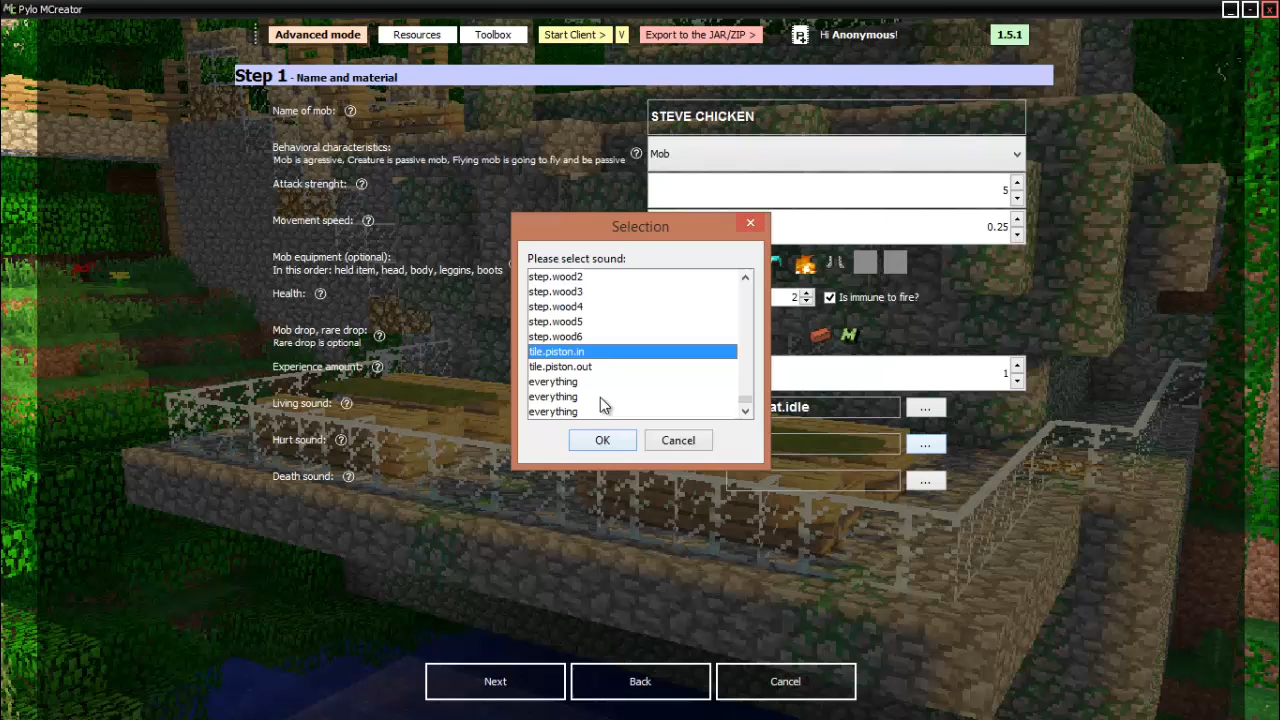 Pylo MCreator
Advanced mode
Resources
Toolbox
Start Client >
V
Export to the JAR/ZIP >
Hi Anonymous!
1.5.1
Step 1 - Name and material
Name of mob:
STEVE CHICKEN
Behavioral characteristics:
Mob is agressive, Creature is passive mob, Flying mob is going to fly and be passive
Mob
Attack strenght:
5
Movement speed:
0.25
Mob equipment (optional):
In this order: held item, head, body, leggins, boots
Health:
2
Is immune to fire?
Mob drop, rare drop:
Rare drop is optional
Experience amount:
1
Living sound:
at.idle
...
Hurt sound:
...
Death sound:
...
Selection
Please select sound:
step.wood2
step.wood3
step.wood4
step.wood5
step.wood6
tile.piston.in
tile.piston.out
everything
everything
everything
OK
Cancel
Next
Back
Cancel